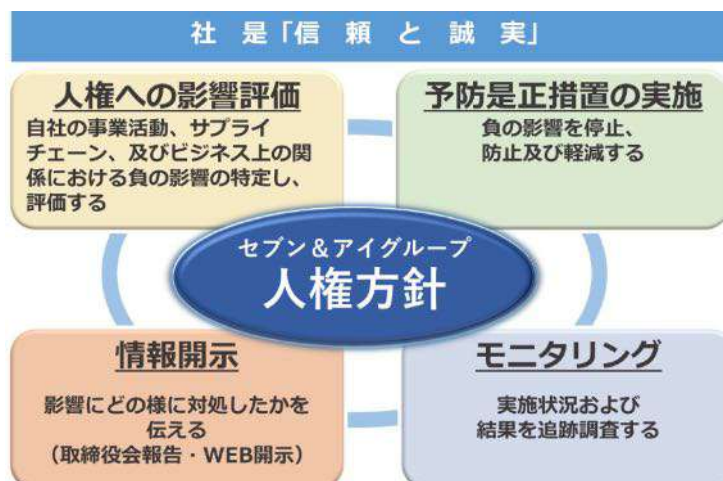 社是「信頼と誠実」
人権への影響評価
自社の事業活動、サプライ
チェーン、及びビジネス上の関
係における負の影響の特定し、
評価する
予防是正措置の実施
負の影響を停止、
防止及び軽減する
セブン&アイグループ
人権方針
情報開示
影響にどの様に対処したかを
伝える
(取締役会報告・WEB開示)
モニタリング
実施状況および
結果を追跡調査する